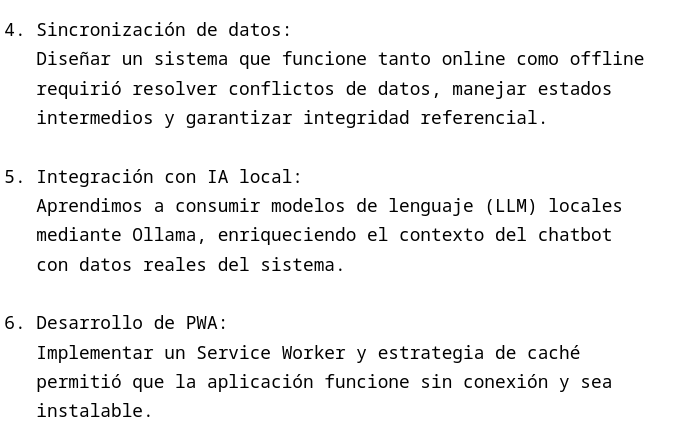 4. Sincronización de datos:
Diseñar un sistema que funcione tanto online como offline
requirió resolver conflictos de datos, manejar estados
intermedios y garantizar integridad referencial.
5. Integración con IA local:
Aprendimos a consumir modelos de lenguaje (LLM) locales
mediante Ollama, enriqueciendo el contexto del chatbot
con datos reales del sistema.
6. Desarrollo de PWA:
Implementar un Service Worker y estrategia de caché
permitió que la aplicación funcione sin conexión y sea
instalable.